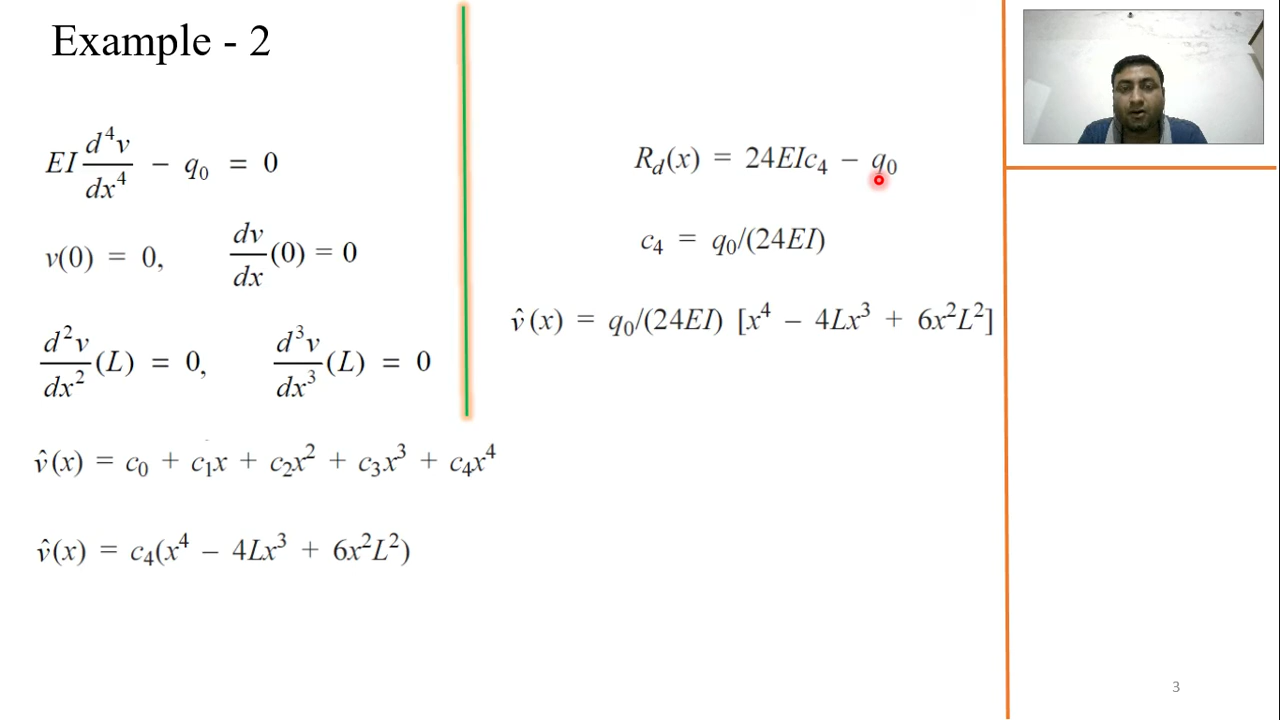 Example - 2
EI d⁴v/dx⁴ − q₀ = 0
v(0) = 0, dv/dx (0) = 0
d²v/dx² (L) = 0, d³v/dx³ (L) = 0
v̂(x) = c₀ + c₁x + c₂x² + c₃x³ + c₄x⁴
v̂(x) = c₄(x⁴ − 4Lx³ + 6x²L²)
R_d(x) = 24EIc₄ − q₀
c₄ = q₀/(24EI)
v̂(x) = q₀/(24EI) [x⁴ − 4Lx³ + 6x²L²]
3